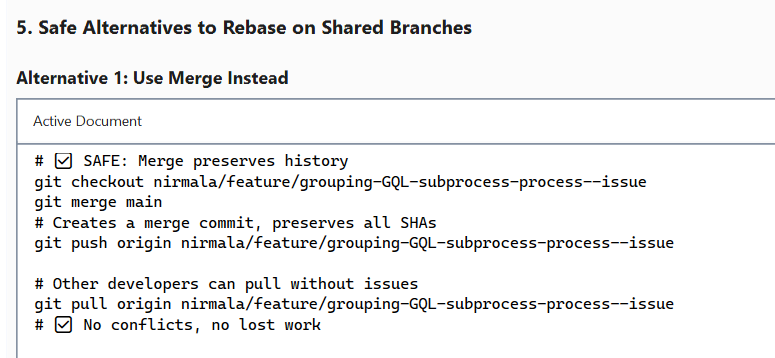 5. Safe Alternatives to Rebase on Shared Branches
Alternative 1: Use Merge Instead
Active Document
# ☑ SAFE: Merge preserves history
git checkout nirmala/feature/grouping-GQL-subprocess-process--issue
git merge main
# Creates a merge commit, preserves all SHAs
git push origin nirmala/feature/grouping-GQL-subprocess-process--issue
# Other developers can pull without issues
git pull origin nirmala/feature/grouping-GQL-subprocess-process--issue
# ☑ No conflicts, no lost work